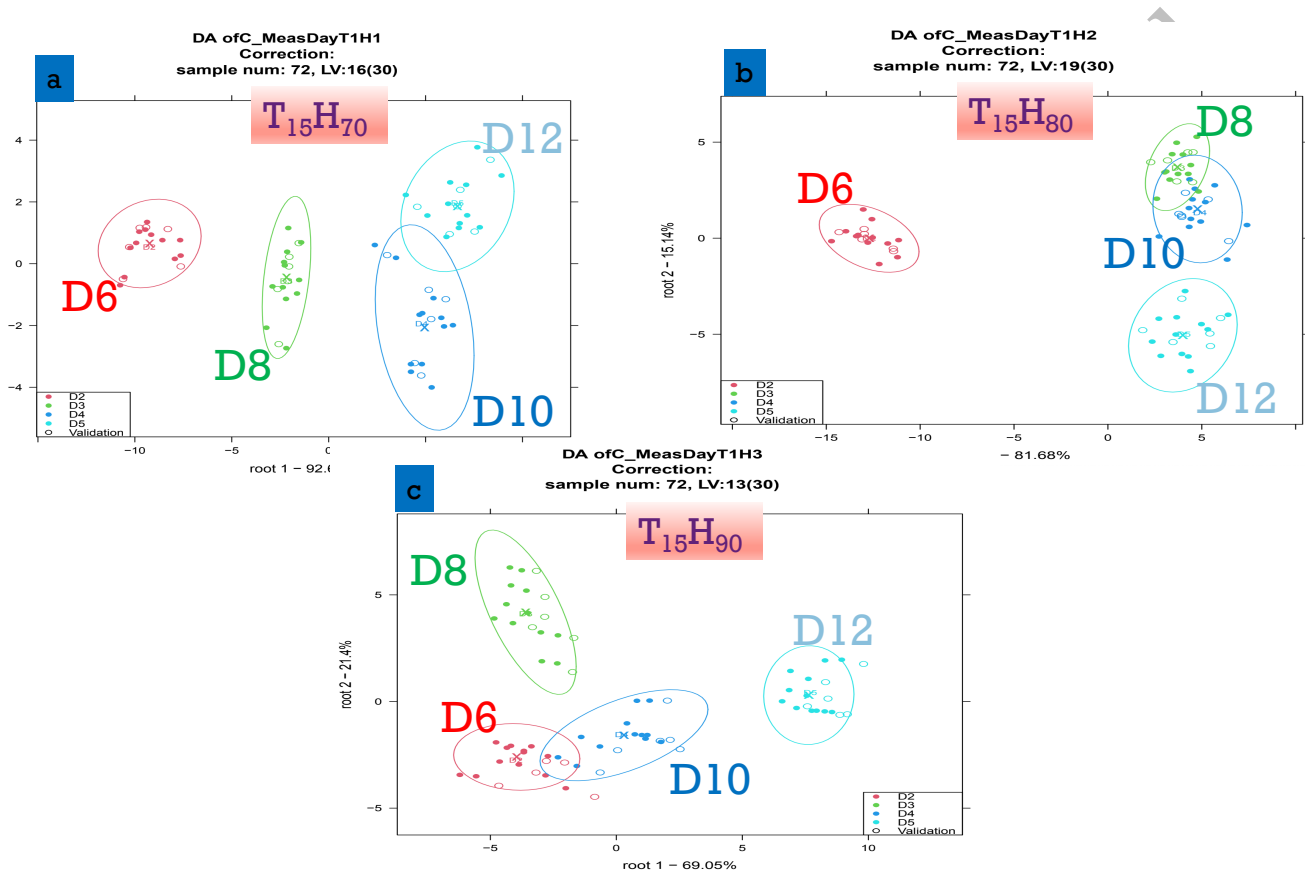 DA ofC_MeasDayT1H1
Correction:
sample num: 72, LV:16(30)
a
T15H70
D12
D6
D8
D10
4
2
0
−2
−4
D2
D3
D4
D5
Validation
−10
−5
root 1 − 92.
DA ofC_MeasDayT1H2
Correction:
sample num: 72, LV:19(30)
b
T15H80
D8
D6
D10
D12
root 2 − 15.14%
5
0
−5
D2
D3
D4
D5
Validation
−15
−10
0
5
− 81.68%
DA ofC_MeasDayT1H3
Correction:
sample num: 72, LV:13(30)
c
T15H90
D8
D12
D6
D10
root 2 − 21.4%
5
0
−5
D2
D3
D4
D5
Validation
−5
0
5
10
root 1 − 69.05%